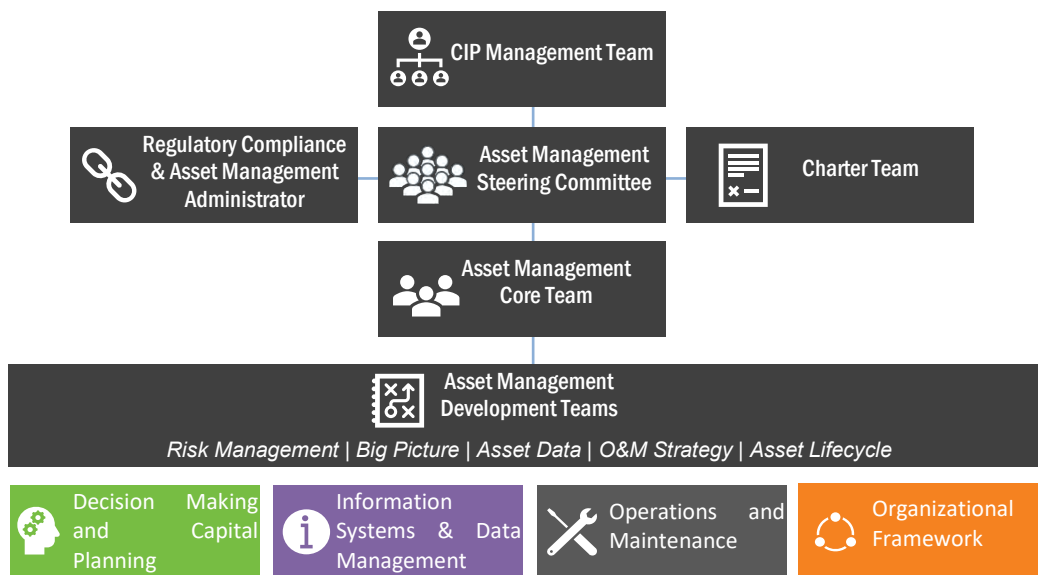 CIP Management Team
Regulatory Compliance
& Asset Management
Administrator
Asset Management
Steering Committee
Charter Team
Asset Management
Core Team
Asset Management
Development Teams
Risk Management | Big Picture | Asset Data | O&M Strategy | Asset Lifecycle
Decision Making
and Capital
Planning
Information
Systems & Data
Management
Operations and
Maintenance
Organizational
Framework